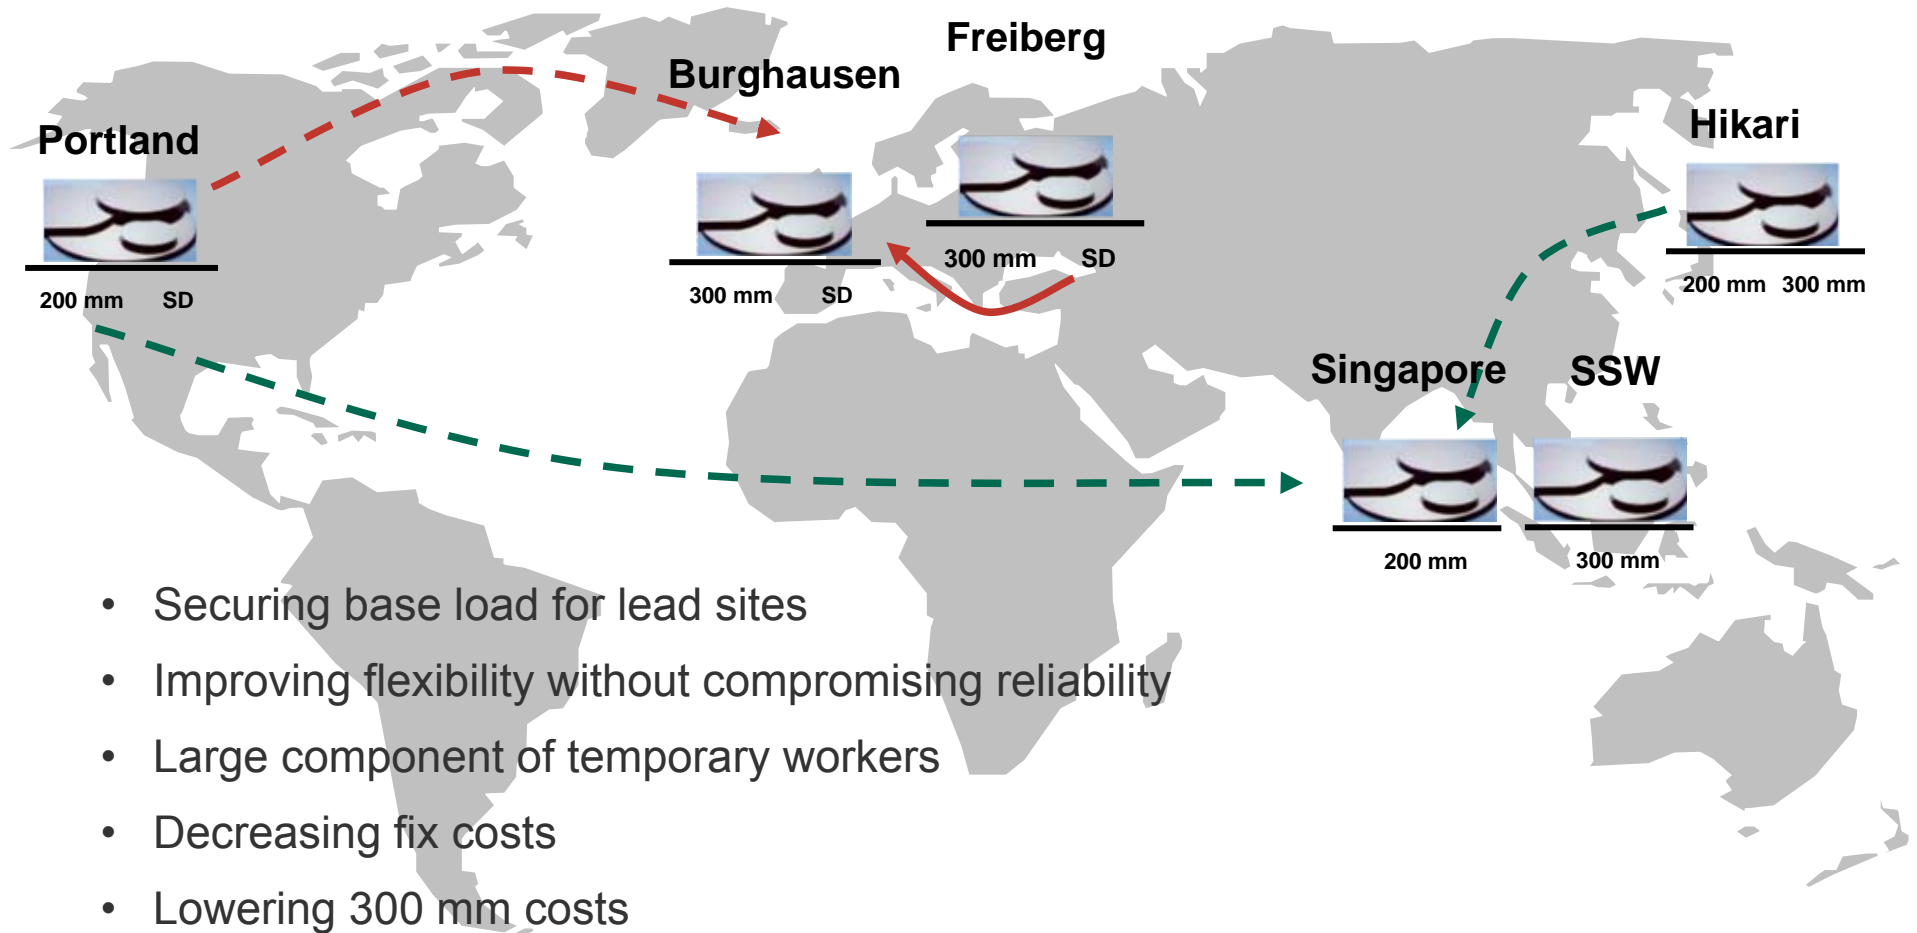 Freiberg
Burghausen
Portland
Hikari
200 mm SD
300 mm SD
300 mm SD
200 mm 300 mm
Singapore SSW
200 mm 300 mm
• Securing base load for lead sites
• Improving flexibility without compromising reliability
• Large component of temporary workers
• Decreasing fix costs
• Lowering 300 mm costs